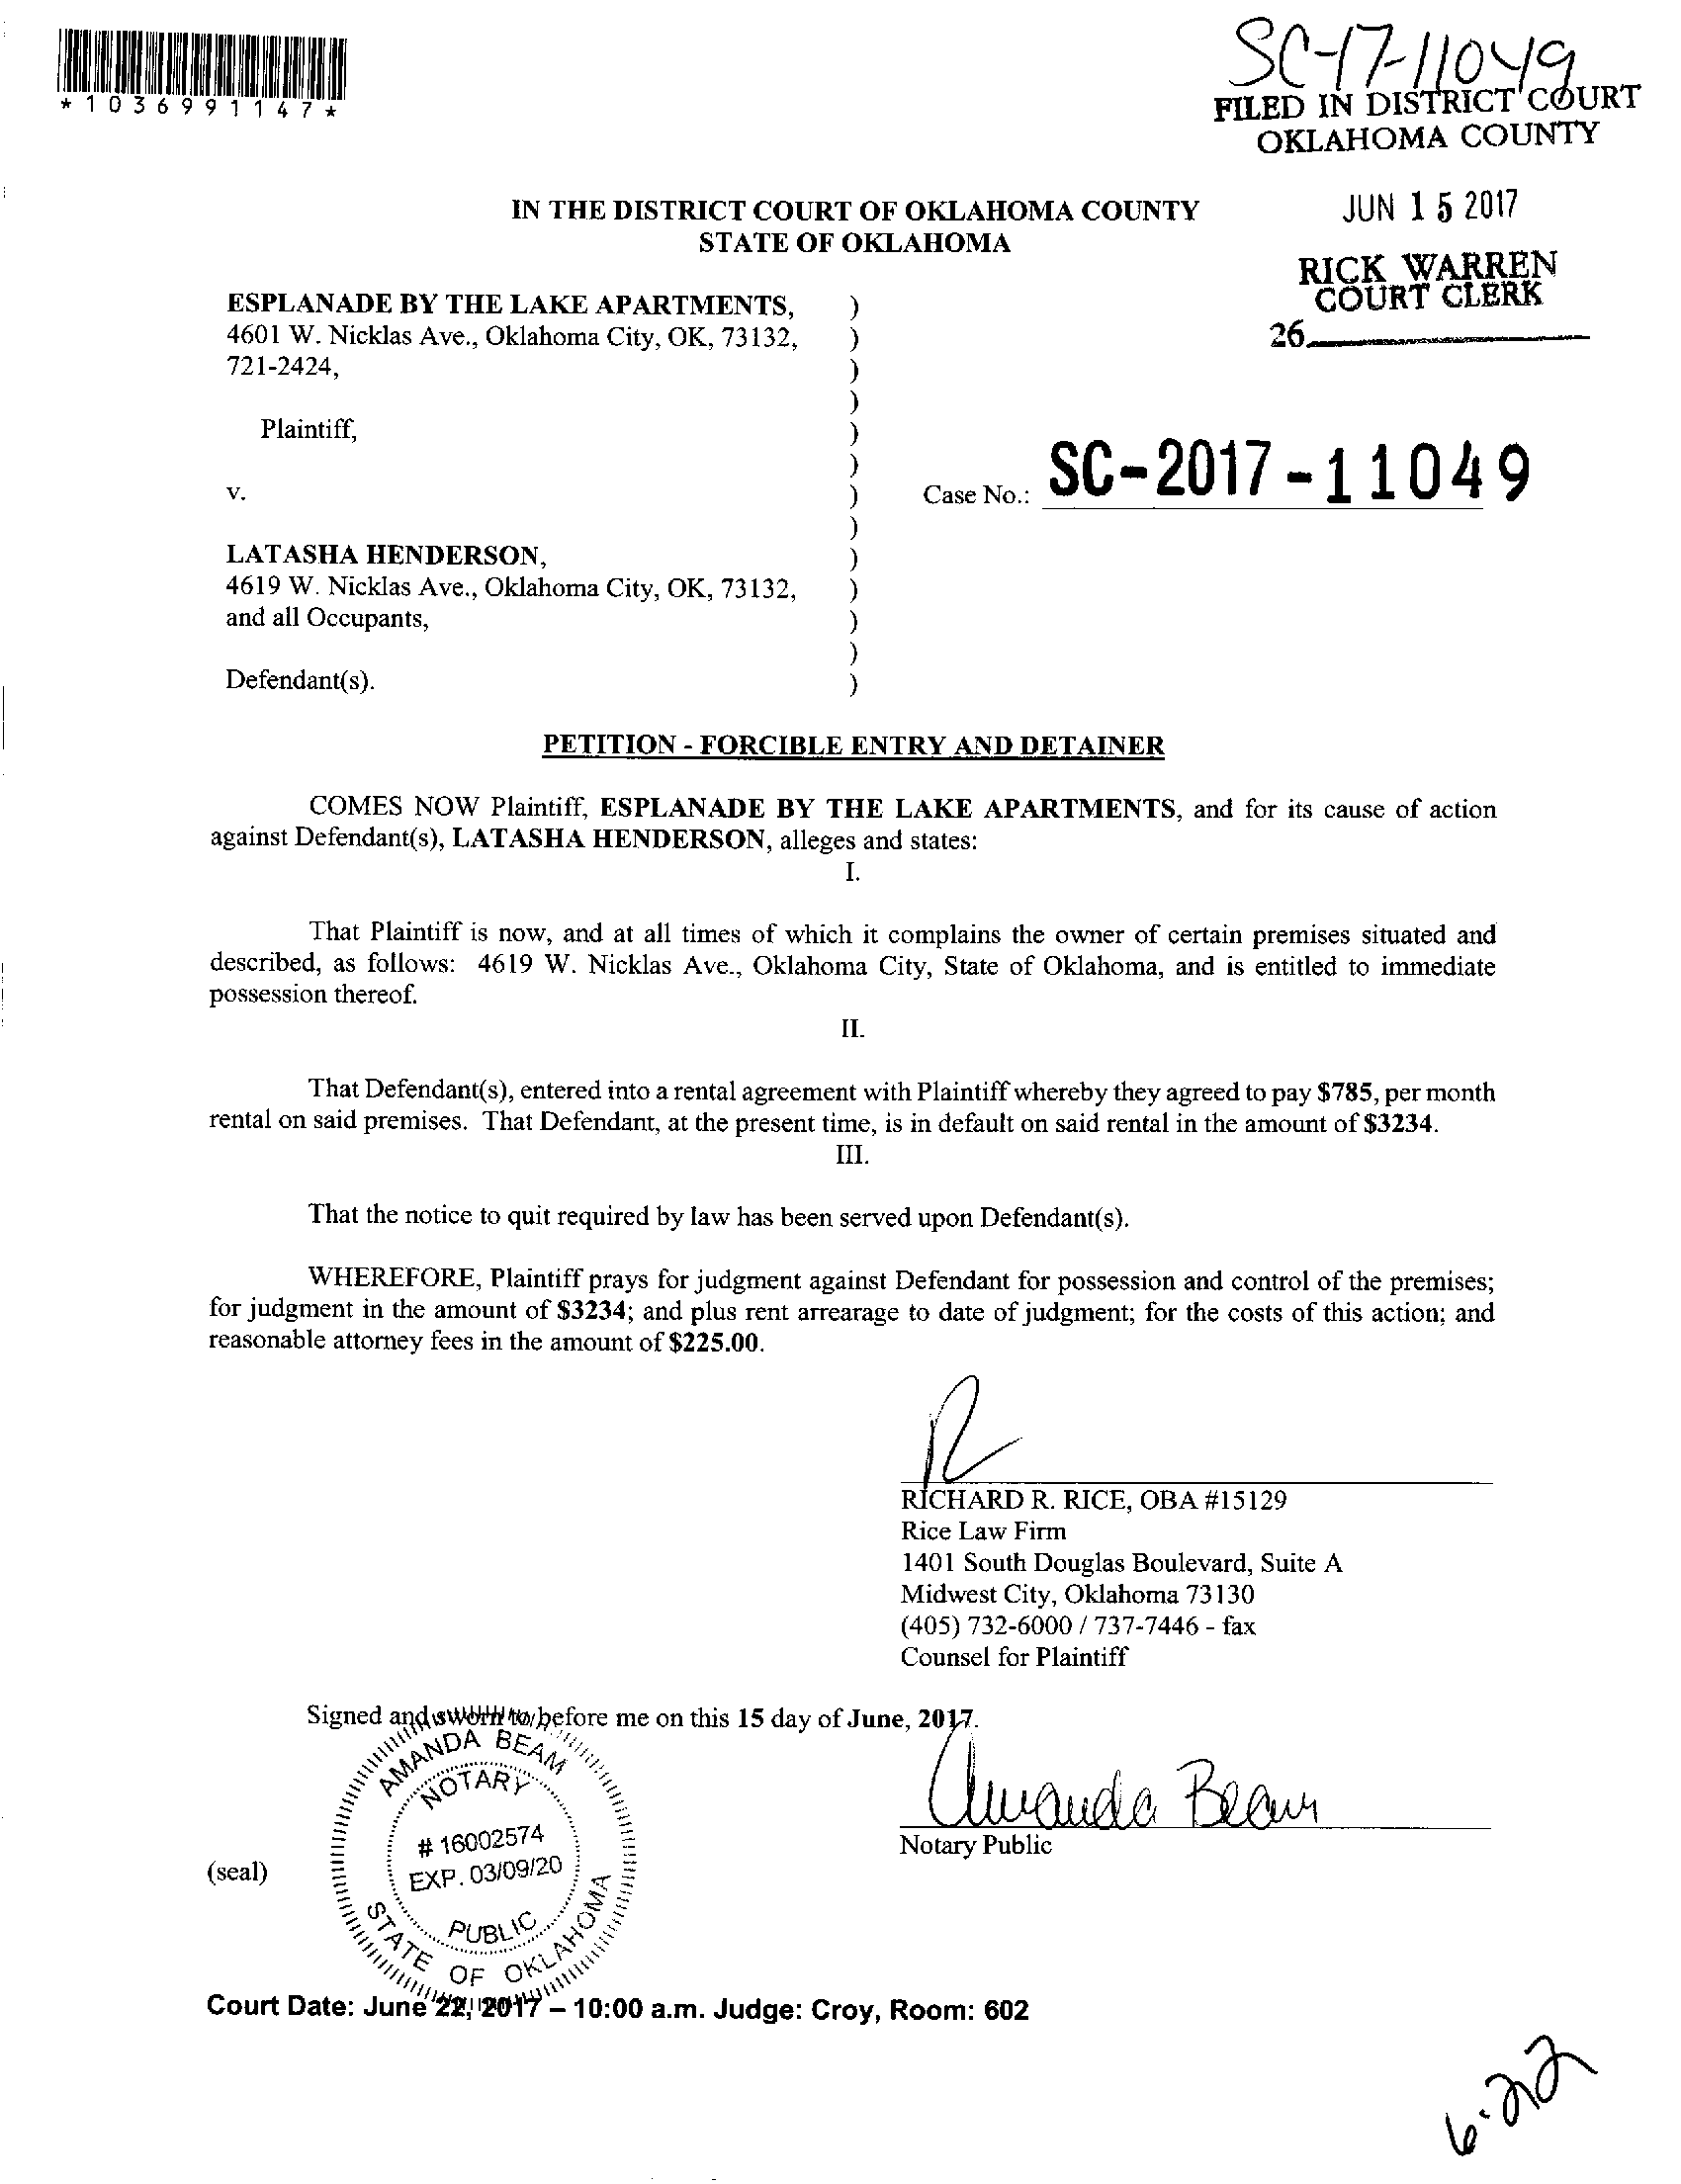 SC-17-11049
*1036991147*
FILED IN DISTRICT COURT
OKLAHOMA COUNTY
JUN 15 2017
RICK WARREN
COURT CLERK
26
IN THE DISTRICT COURT OF OKLAHOMA COUNTY
STATE OF OKLAHOMA
ESPLANADE BY THE LAKE APARTMENTS, )
4601 W. Nicklas Ave., Oklahoma City, OK, 73132, )
721-2424, )
)
Plaintiff, )
)
v. ) Case No.: SC-2017-11049
)
LATASHA HENDERSON, )
4619 W. Nicklas Ave., Oklahoma City, OK, 73132, )
and all Occupants, )
)
Defendant(s). )
PETITION - FORCIBLE ENTRY AND DETAINER
COMES NOW Plaintiff, ESPLANADE BY THE LAKE APARTMENTS, and for its cause of action
against Defendant(s), LATASHA HENDERSON, alleges and states:
I.
That Plaintiff is now, and at all times of which it complains the owner of certain premises situated and
described, as follows: 4619 W. Nicklas Ave., Oklahoma City, State of Oklahoma, and is entitled to immediate
possession thereof.
II.
That Defendant(s), entered into a rental agreement with Plaintiff whereby they agreed to pay $785, per month
rental on said premises. That Defendant, at the present time, is in default on said rental in the amount of $3234.
III.
That the notice to quit required by law has been served upon Defendant(s).
WHEREFORE, Plaintiff prays for judgment against Defendant for possession and control of the premises;
for judgment in the amount of $3234; and plus rent arrearage to date of judgment; for the costs of this action; and
reasonable attorney fees in the amount of $225.00.
R
RICHARD R. RICE, OBA #15129
Rice Law Firm
1401 South Douglas Boulevard, Suite A
Midwest City, Oklahoma 73130
(405) 732-6000 / 737-7446 - fax
Counsel for Plaintiff
Signed and sworn to before me on this 15 day of June, 2017.
Amanda Beam
Notary Public
(seal)
AMANDA BEAM
NOTARY
# 16002574
EXP. 03/09/20
PUBLIC
STATE OF OKLAHOMA
Court Date: June 22, 2017 – 10:00 a.m. Judge: Croy, Room: 602
6-22